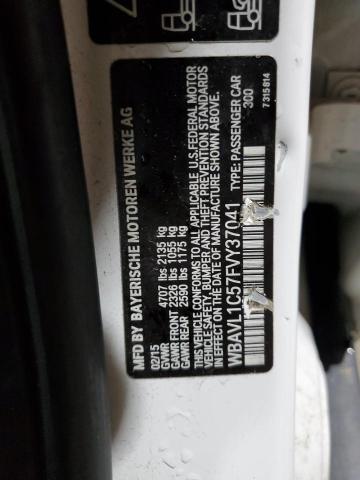 MFD BY BAYERISCHE MOTOREN WERKE AG
02/15
GVWR 4707 lbs 2135 kg
GAWR FRONT 2326 lbs 1055 kg
GAWR REAR 2590 lbs 1175 kg
THIS VEHICLE CONFORMS TO ALL APPLICABLE U.S. FEDERAL MOTOR
VEHICLE SAFETY, BUMPER AND THEFT PREVENTION STANDARDS
IN EFFECT ON THE DATE OF MANUFACTURE SHOWN ABOVE.
WBAVL1C57FVY37041 TYPE: PASSENGER CAR
300
7 315 814